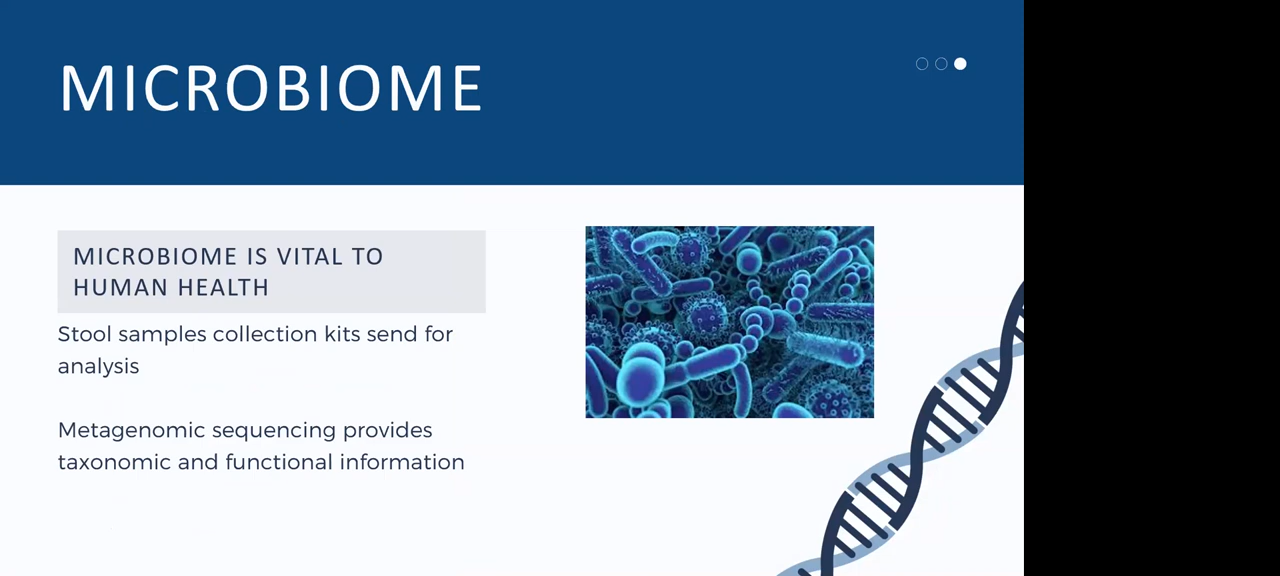 MICROBIOME
MICROBIOME IS VITAL TO
HUMAN HEALTH
Stool samples collection kits send for
analysis
Metagenomic sequencing provides
taxonomic and functional information